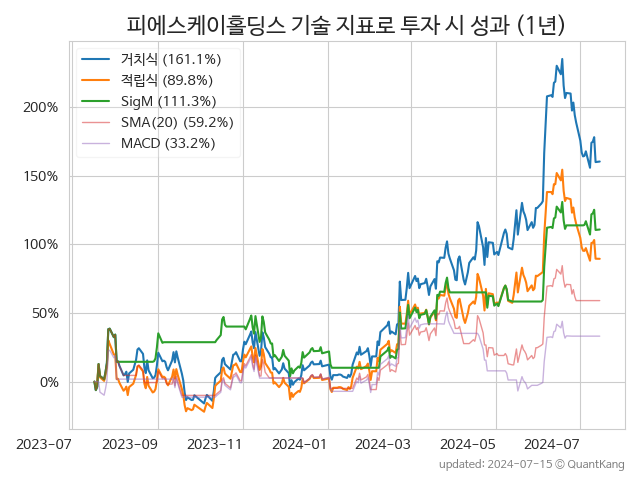 피에스케이홀딩스 기술 지표로 투자 시 성과 (1년)
거치식 (161.1%)
적립식 (89.8%)
SigM (111.3%)
SMA(20) (59.2%)
MACD (33.2%)
200%
150%
100%
50%
0%
2023-07 2023-09 2023-11 2024-01 2024-03 2024-05 2024-07
updated: 2024-07-15 © QuantKang